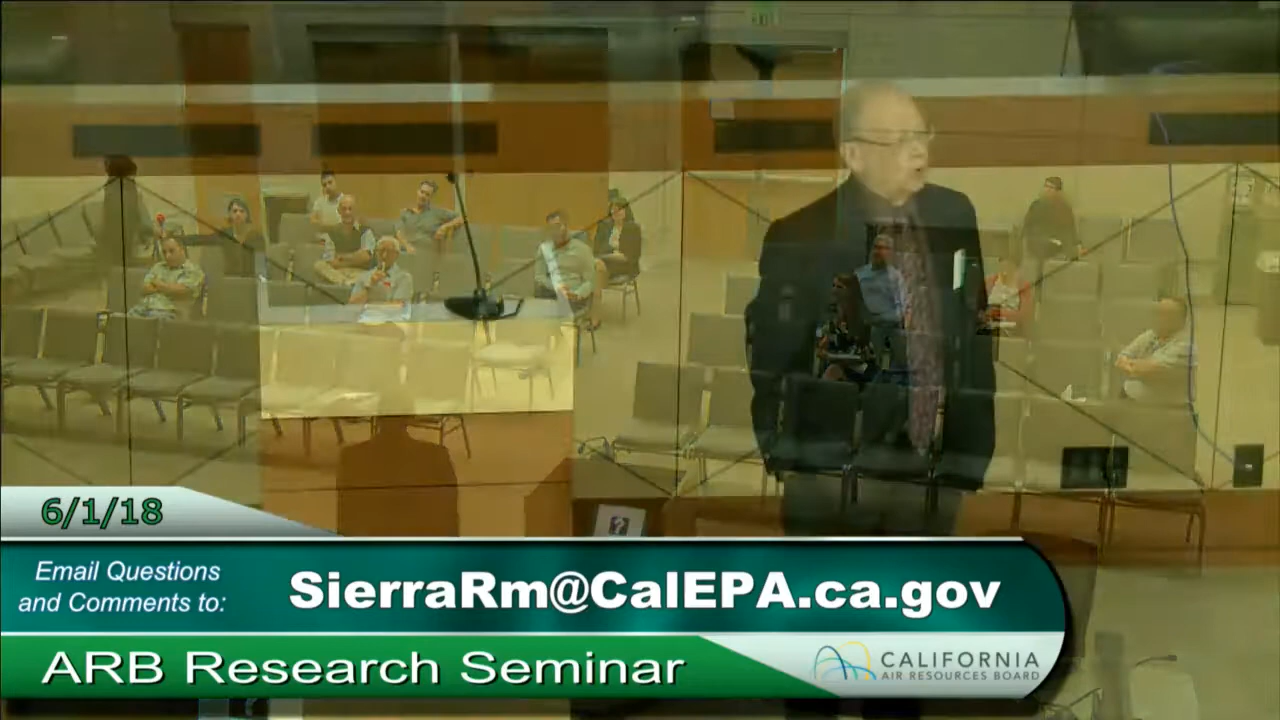 6/1/18
Email Questions
and Comments to:
SierraRm@CalEPA.ca.gov
ARB Research Seminar
CALIFORNIA
AIR RESOURCES BOARD
?